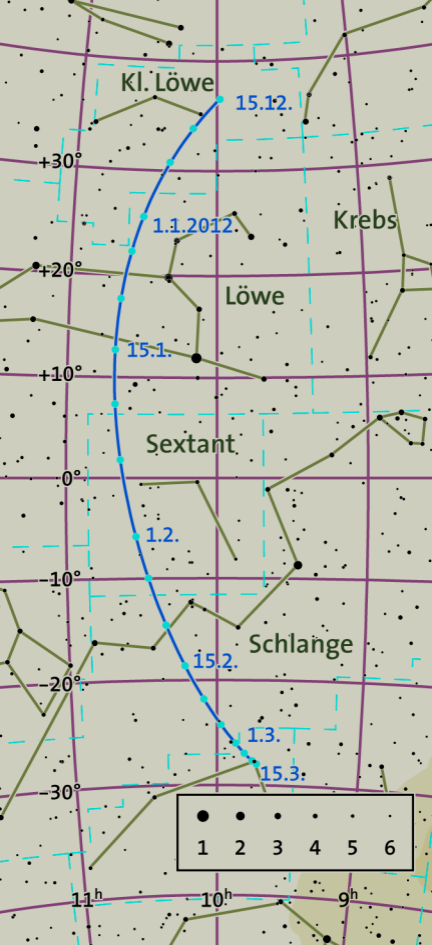 Kl. Löwe
15.12.
+30°
Krebs
1.1.2012
+20°
Löwe
15.1.
+10°
Sextant
0°
1.2.
−10°
Schlange
15.2.
−20°
1.3.
15.3.
−30°
1 2 3 4 5 6
11h 10h 9h